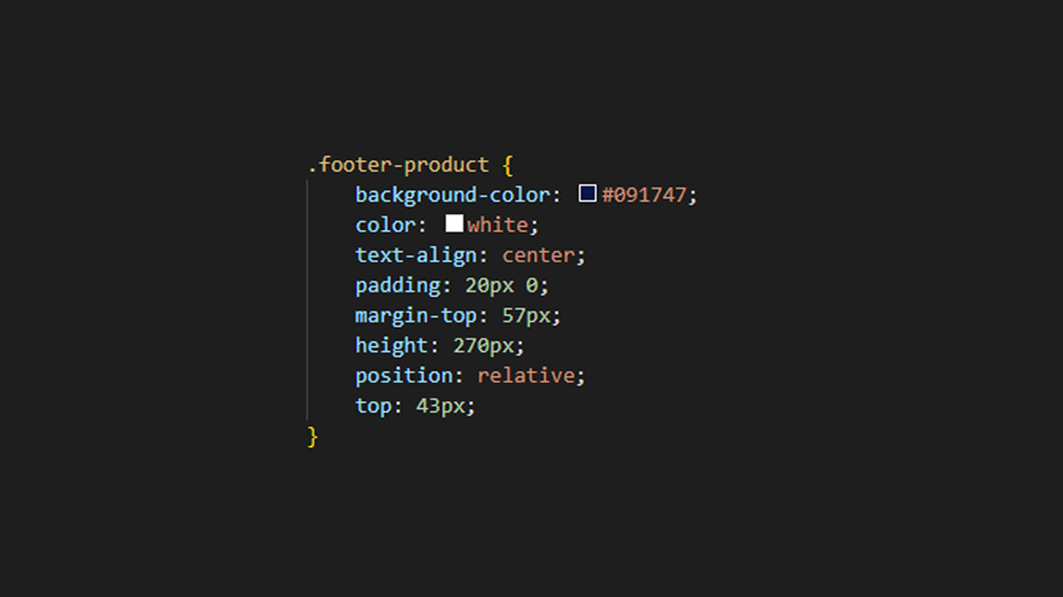 .footer-product {
    background-color: #091747;
    color: white;
    text-align: center;
    padding: 20px 0;
    margin-top: 57px;
    height: 270px;
    position: relative;
    top: 43px;
}